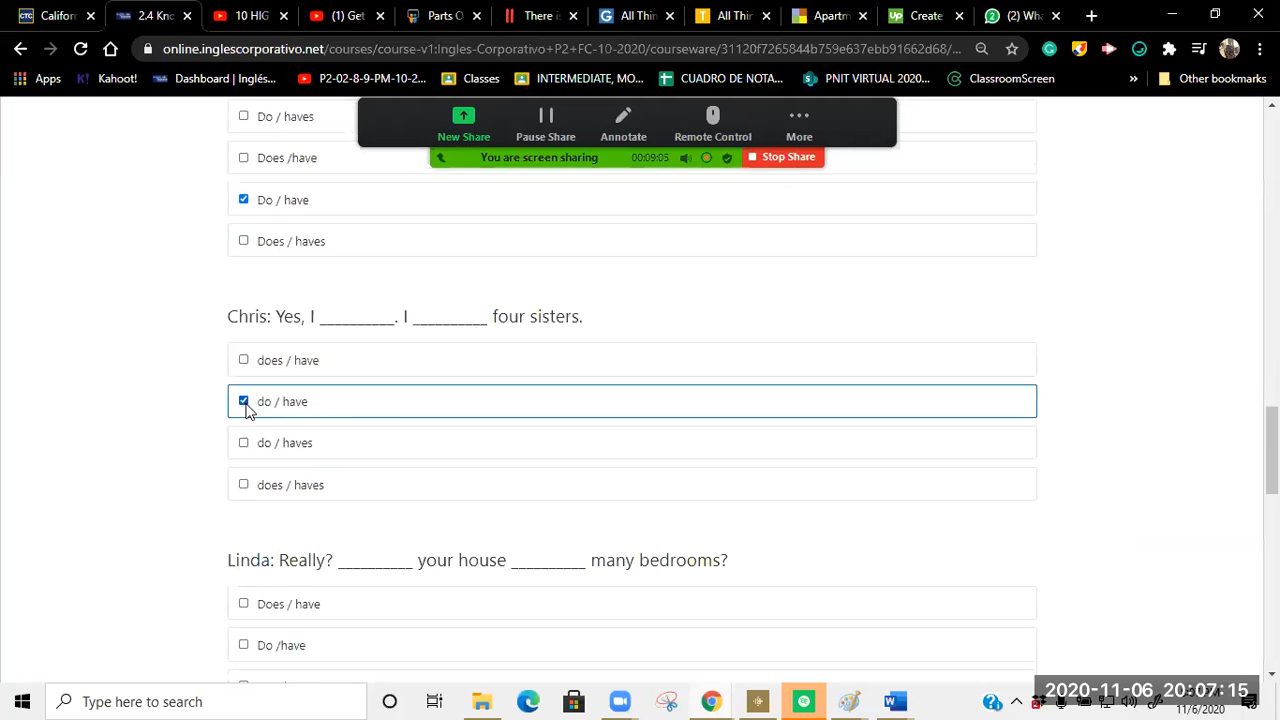 Californ
2.4 Kno
10 HIG
(1) Get
Parts O
There is
All Thin
All Thin
Apartm
Create
(2) Wha
online.inglescorporativo.net/courses/course-v1:Ingles-Corporativo+P2+FC-10-2020/courseware/31120f7265844b759e637ebb91662d68/...
Apps
Kahoot!
Dashboard | Inglés...
P2-02-8-9-PM-10-2...
Classes
INTERMEDIATE, MO...
CUADRO DE NOTA...
PNIT VIRTUAL 2020...
ClassroomScreen
»
Other bookmarks
New Share
Pause Share
Annotate
Remote Control
More
You are screen sharing
00:09:05
Stop Share
Do / haves
Does /have
Do / have
Does / haves
Chris: Yes, I __________. I __________ four sisters.
does / have
do / have
do / haves
does / haves
Linda: Really? __________ your house __________ many bedrooms?
Does / have
Do /have
Type here to search
2020-11-06 20:07:15
11/6/2020